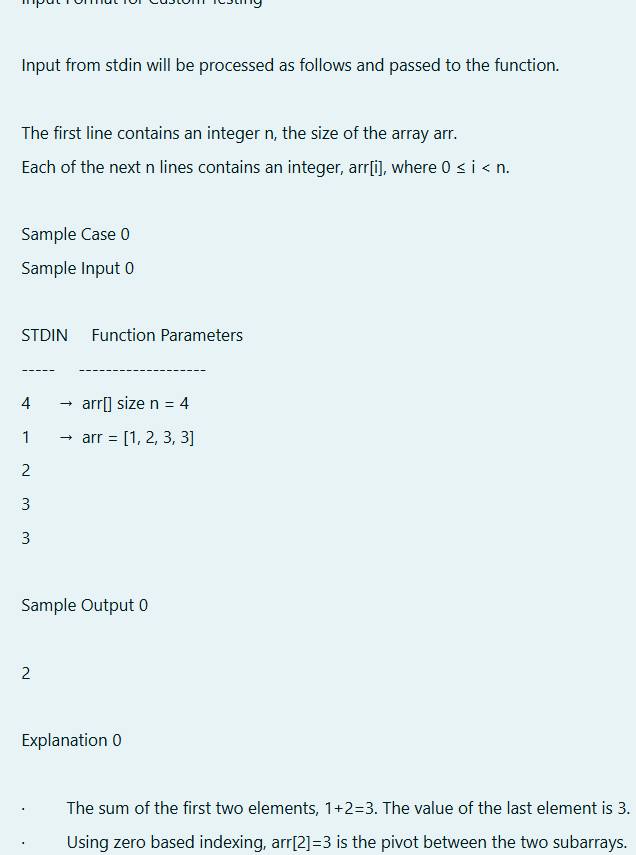 Input Format for Custom Testing
Input from stdin will be processed as follows and passed to the function.
The first line contains an integer n, the size of the array arr.
Each of the next n lines contains an integer, arr[i], where 0 ≤ i < n.
Sample Case 0
Sample Input 0
STDIN Function Parameters
----- -------------------
4 → arr[] size n = 4
1 → arr = [1, 2, 3, 3]
2
3
3
Sample Output 0
2
Explanation 0
· The sum of the first two elements, 1+2=3. The value of the last element is 3.
· Using zero based indexing, arr[2]=3 is the pivot between the two subarrays.